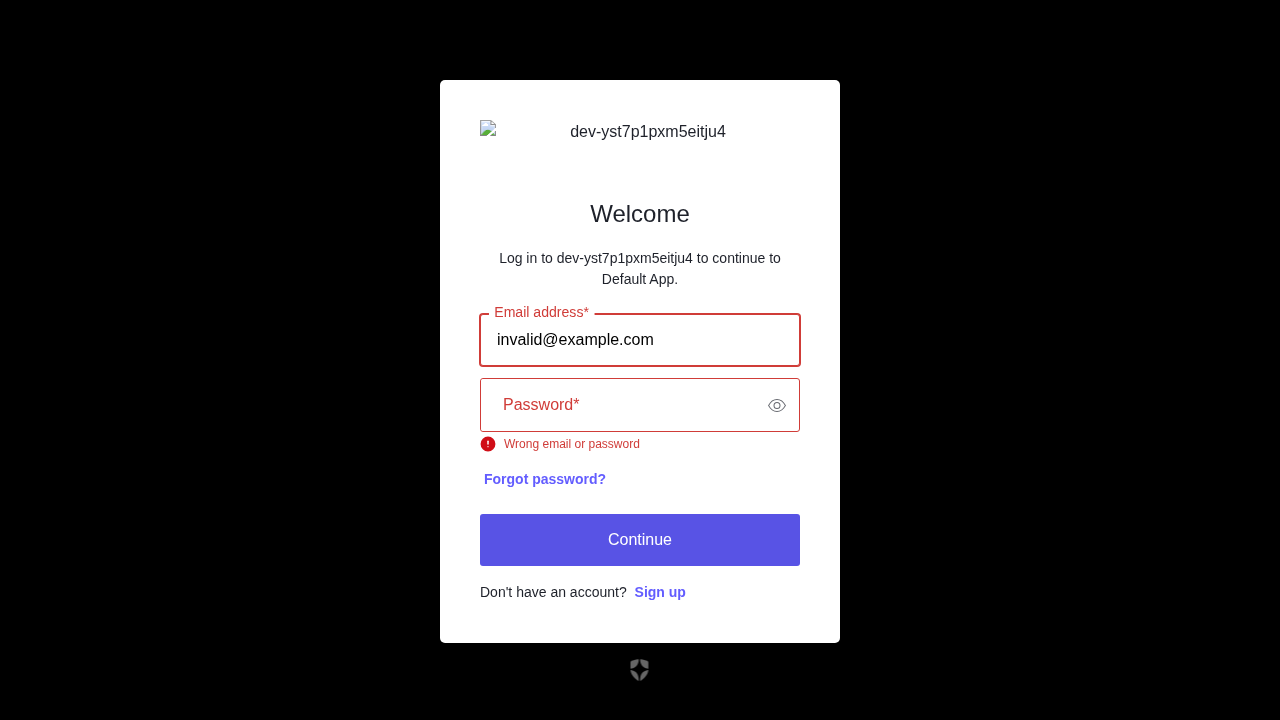 dev-yst7p1pxm5eitju4
Welcome
Log in to dev-yst7p1pxm5eitju4 to continue to
Default App.
Email address*
invalid@example.com
Password*
Wrong email or password
Forgot password?
Continue
Don't have an account? Sign up